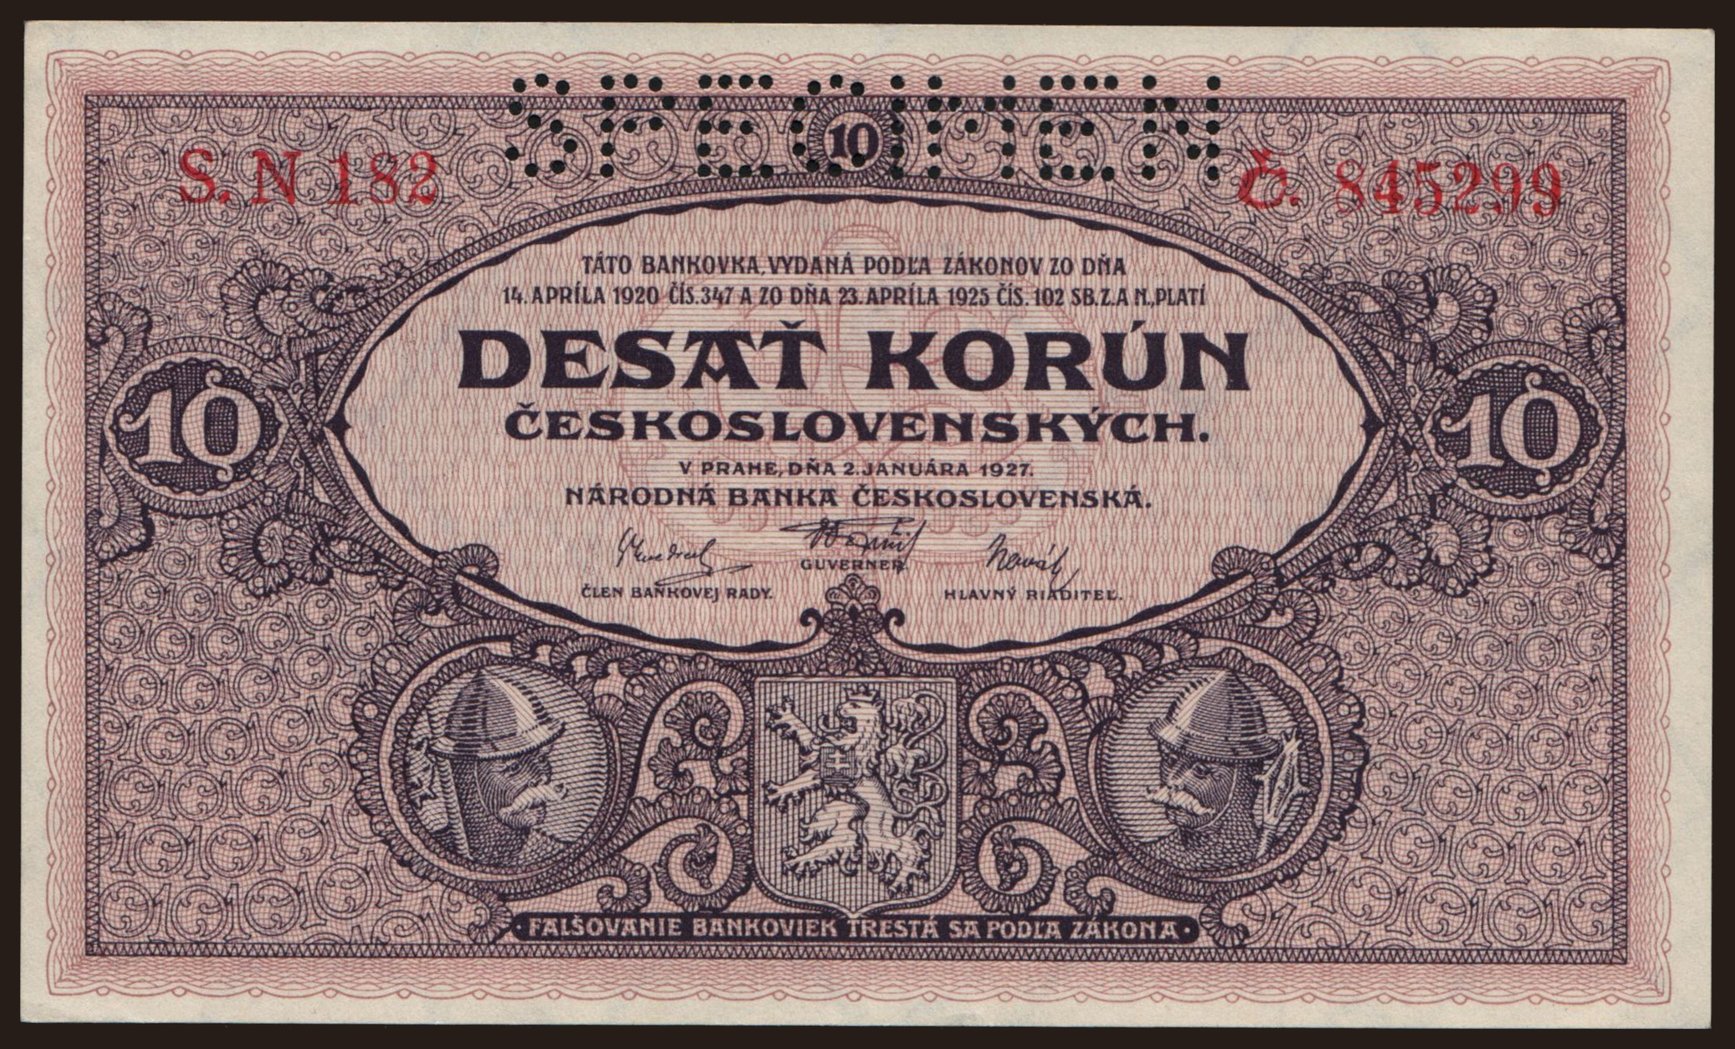 SPECIMEN
10
S. N 182
Č. 845299
TÁTO BANKOVKA, VYDANÁ PODĽA ZÁKONOV ZO DŇA
14. APRÍLA 1920 ČÍS. 347 A ZO DŇA 23. APRÍLA 1925 ČÍS. 102 SB. Z. A N., PLATÍ
DESAŤ KORÚN
ČESKOSLOVENSKÝCH.
10
10
V PRAHE, DŇA 2. JANUÁRA 1927.
NÁRODNÁ BANKA ČESKOSLOVENSKÁ.
GUVERNER.
ČLEN BANKOVEJ RADY.
HLAVNÝ RIADITEĽ.
· FALŠOVANIE BANKOVIEK TRESTÁ SA PODĽA ZÁKONA ·